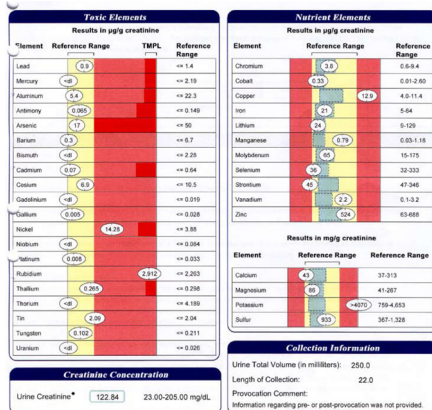 Toxic Elements
Results in µg/g creatinine
Element Reference Range TMPL Reference Range
Lead 0.9 <= 1.4
Mercury <dl <= 2.19
Aluminum 5.4 <= 22.3
Antimony 0.065 <= 0.149
Arsenic 17 <= 50
Barium 0.3 <= 6.7
Bismuth <dl <= 2.28
Cadmium 0.07 <= 0.64
Cesium 6.9 <= 10.5
Gadolinium <dl <= 0.019
Gallium 0.005 <= 0.028
Nickel 14.28 <= 3.88
Niobium <dl <= 0.084
Platinum 0.008 <= 0.033
Rubidium 2,912 <= 2,263
Thallium 0.265 <= 0.298
Thorium <dl <= 4.189
Tin 2.09 <= 2.04
Tungsten 0.102 <= 0.211
Uranium <dl <= 0.026
Creatinine Concentration
Urine Creatinine* 122.84 23.00-205.00 mg/dL
Nutrient Elements
Results in µg/g creatinine
Element Reference Range Reference Range
Chromium 3.8 0.6-9.4
Cobalt 0.33 0.01-2.60
Copper 12.9 4.0-11.4
Iron 21 5-64
Lithium 24 9-129
Manganese 0.79 0.03-1.16
Molybdenum 65 15-175
Selenium 36 32-333
Strontium 45 47-346
Vanadium 2.2 0.1-3.2
Zinc 524 63-688
Results in mg/g creatinine
Element Reference Range Reference Range
Calcium 43 37-313
Magnesium 86 41-267
Potassium >4070 759-4,653
Sulfur 933 367-1,328
Collection Information
Urine Total Volume (in milliliters): 250.0
Length of Collection: 22.0
Provocation Comment:
Information regarding pre- or post-provocation was not provided.